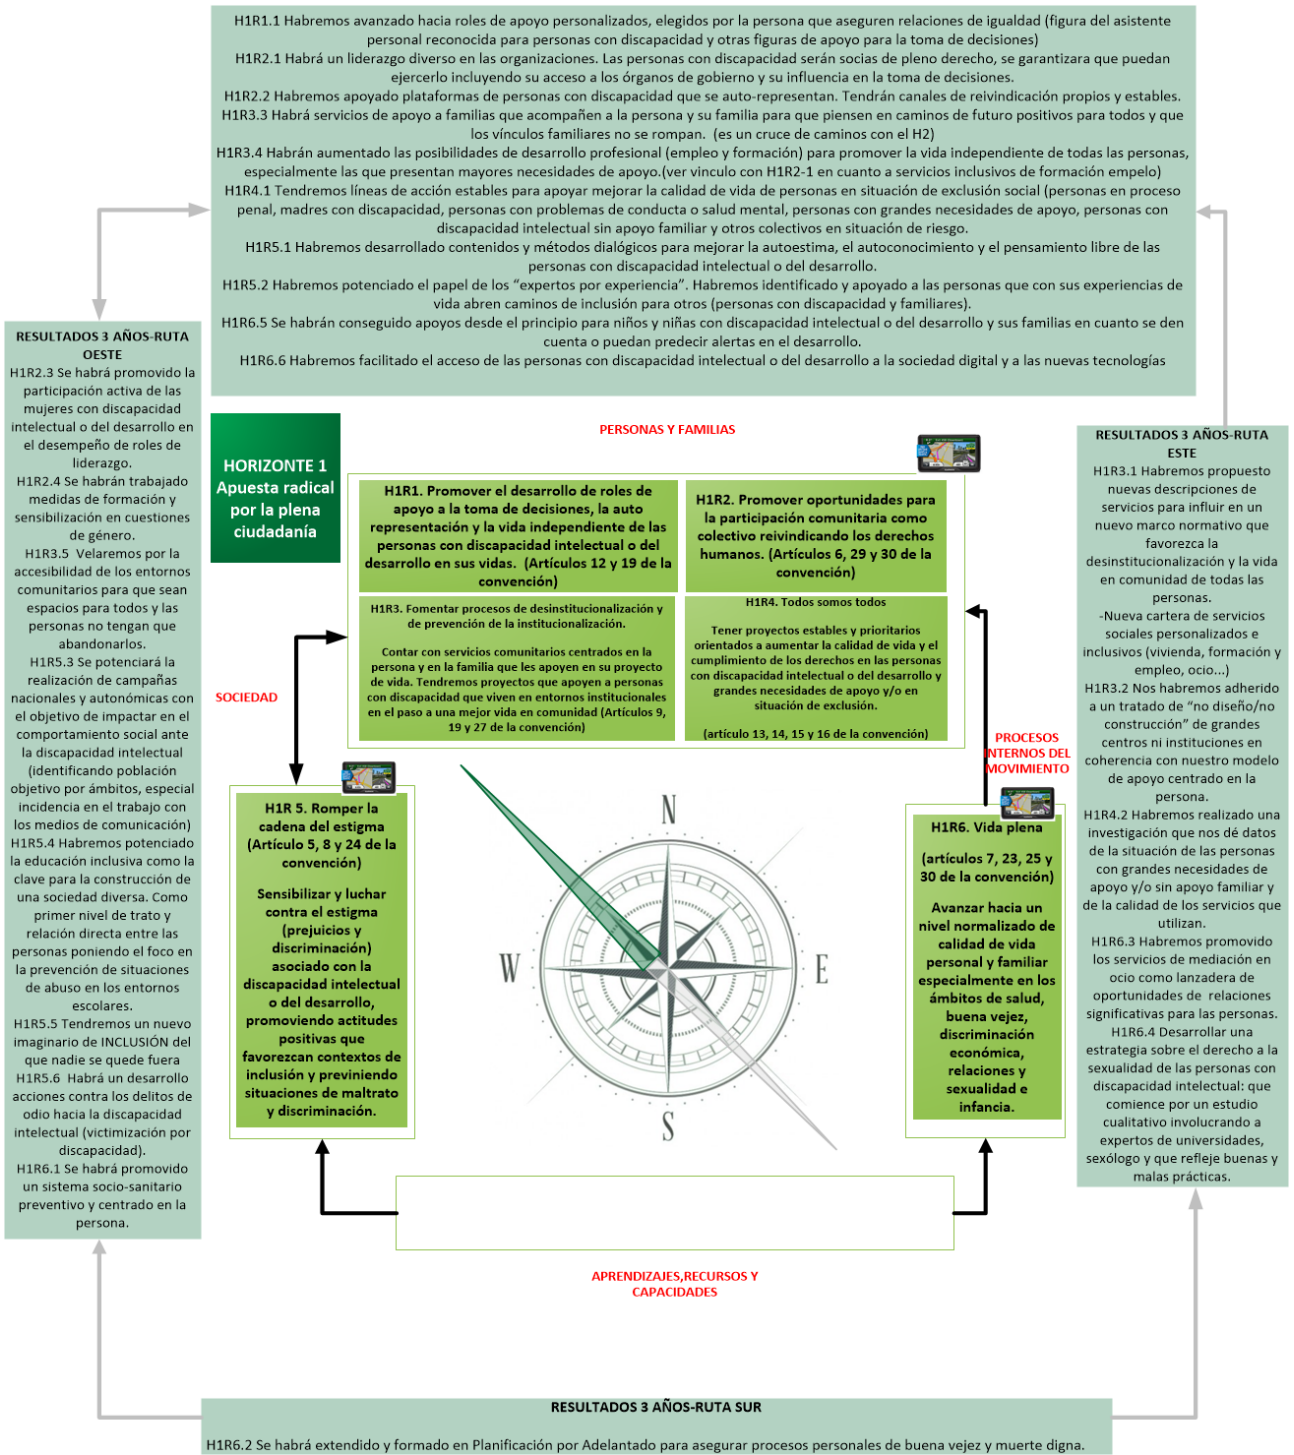 H1R1.1 Habremos avanzado hacia roles de apoyo personalizados, elegidos por la persona que aseguren relaciones de igualdad (figura del asistente
personal reconocida para personas con discapacidad y otras figuras de apoyo para la toma de decisiones)
H1R2.1 Habrá un liderazgo diverso en las organizaciones. Las personas con discapacidad serán socias de pleno derecho, se garantizara que puedan
ejercerlo incluyendo su acceso a los órganos de gobierno y su influencia en la toma de decisiones.
H1R2.2 Habremos apoyado plataformas de personas con discapacidad que se auto-representan. Tendrán canales de reivindicación propios y estables.
H1R3.3 Habrá servicios de apoyo a familias que acompañen a la persona y su familia para que piensen en caminos de futuro positivos para todos y que
los vínculos familiares no se rompan. (es un cruce de caminos con el H2)
H1R3.4 Habrán aumentado las posibilidades de desarrollo profesional (empleo y formación) para promover la vida independiente de todas las personas,
especialmente las que presentan mayores necesidades de apoyo.(ver vinculo con H1R2-1 en cuanto a servicios inclusivos de formación empelo)
H1R4.1 Tendremos líneas de acción estables para apoyar mejorar la calidad de vida de personas en situación de exclusión social (personas en proceso
penal, madres con discapacidad, personas con problemas de conducta o salud mental, personas con grandes necesidades de apoyo, personas con
discapacidad intelectual sin apoyo familiar y otros colectivos en situación de riesgo.
H1R5.1 Habremos desarrollado contenidos y métodos dialógicos para mejorar la autoestima, el autoconocimiento y el pensamiento libre de las
personas con discapacidad intelectual o del desarrollo.
H1R5.2 Habremos potenciado el papel de los “expertos por experiencia”. Habremos identificado y apoyado a las personas que con sus experiencias de
vida abren caminos de inclusión para otros (personas con discapacidad y familiares).
H1R6.5 Se habrán conseguido apoyos desde el principio para niños y niñas con discapacidad intelectual o del desarrollo y sus familias en cuanto se den
cuenta o puedan predecir alertas en el desarrollo.
H1R6.6 Habremos facilitado el acceso de las personas con discapacidad intelectual o del desarrollo a la sociedad digital y a las nuevas tecnologías
RESULTADOS 3 AÑOS-RUTA
OESTE
H1R2.3 Se habrá promovido la
participación activa de las
mujeres con discapacidad
intelectual o del desarrollo en
el desempeño de roles de
liderazgo.
H1R2.4 Se habrán trabajado
medidas de formación y
sensibilización en cuestiones
de género.
H1R3.5 Velaremos por la
accesibilidad de los entornos
comunitarios para que sean
espacios para todos y las
personas no tengan que
abandonarlos.
H1R5.3 Se potenciará la
realización de campañas
nacionales y autonómicas con
el objetivo de impactar en el
comportamiento social ante
la discapacidad intelectual
(identificando población
objetivo por ámbitos, especial
incidencia en el trabajo con
los medios de comunicación)
H1R5.4 Habremos potenciado
la educación inclusiva como la
clave para la construcción de
una sociedad diversa. Como
primer nivel de trato y
relación directa entre las
personas poniendo el foco en
la prevención de situaciones
de abuso en los entornos
escolares.
H1R5.5 Tendremos un nuevo
imaginario de INCLUSIÓN del
que nadie se quede fuera
H1R5.6 Habrá un desarrollo
acciones contra los delitos de
odio hacia la discapacidad
intelectual (victimización por
discapacidad).
H1R6.1 Se habrá promovido
un sistema socio-sanitario
preventivo y centrado en la
persona.
HORIZONTE 1
Apuesta radical
por la plena
ciudadanía
PERSONAS Y FAMILIAS
H1R1. Promover el desarrollo de roles de
apoyo a la toma de decisiones, la auto
representación y la vida independiente de las
personas con discapacidad intelectual o del
desarrollo en sus vidas. (Artículos 12 y 19 de la
convención)
H1R2. Promover oportunidades para
la participación comunitaria como
colectivo reivindicando los derechos
humanos. (Artículos 6, 29 y 30 de la
convención)
H1R3. Fomentar procesos de desinstitucionalización y
de prevención de la institucionalización.
Contar con servicios comunitarios centrados en la
persona y en la familia que les apoyen en su proyecto
de vida. Tendremos proyectos que apoyen a personas
con discapacidad que viven en entornos institucionales
en el paso a una mejor vida en comunidad (Artículos 9,
19 y 27 de la convención)
H1R4. Todos somos todos
Tener proyectos estables y prioritarios
orientados a aumentar la calidad de vida y el
cumplimiento de los derechos en las personas
con discapacidad intelectual o del desarrollo y
grandes necesidades de apoyo y/o en
situación de exclusión.
(artículo 13, 14, 15 y 16 de la convención)
SOCIEDAD
PROCESOS
INTERNOS DEL
MOVIMIENTO
H1R 5. Romper la
cadena del estigma
(Artículo 5, 8 y 24 de la
convención)
Sensibilizar y luchar
contra el estigma
(prejuicios y
discriminación)
asociado con la
discapacidad intelectual
o del desarrollo,
promoviendo actitudes
positivas que
favorezcan contextos de
inclusión y previniendo
situaciones de maltrato
y discriminación.
N
W
E
S
H1R6. Vida plena
(artículos 7, 23, 25 y
30 de la convención)
Avanzar hacia un
nivel normalizado de
calidad de vida
personal y familiar
especialmente en los
ámbitos de salud,
buena vejez,
discriminación
económica,
relaciones y
sexualidad e
infancia.
RESULTADOS 3 AÑOS-RUTA
ESTE
H1R3.1 Habremos propuesto
nuevas descripciones de
servicios para influir en un
nuevo marco normativo que
favorezca la
desinstitucionalización y la vida
en comunidad de todas las
personas.
-Nueva cartera de servicios
sociales personalizados e
inclusivos (vivienda, formación y
empleo, ocio...)
H1R3.2 Nos habremos adherido
a un tratado de “no diseño/no
construcción” de grandes
centros ni instituciones en
coherencia con nuestro modelo
de apoyo centrado en la
persona.
H1R4.2 Habremos realizado una
investigación que nos dé datos
de la situación de las personas
con grandes necesidades de
apoyo y/o sin apoyo familiar y
de la calidad de los servicios que
utilizan.
H1R6.3 Habremos promovido
los servicios de mediación en
ocio como lanzadera de
oportunidades de relaciones
significativas para las personas.
H1R6.4 Desarrollar una
estrategia sobre el derecho a la
sexualidad de las personas con
discapacidad intelectual: que
comience por un estudio
cualitativo involucrando a
expertos de universidades,
sexólogo y que refleje buenas y
malas prácticas.
APRENDIZAJES,RECURSOS Y
CAPACIDADES
RESULTADOS 3 AÑOS-RUTA SUR
H1R6.2 Se habrá extendido y formado en Planificación por Adelantado para asegurar procesos personales de buena vejez y muerte digna.